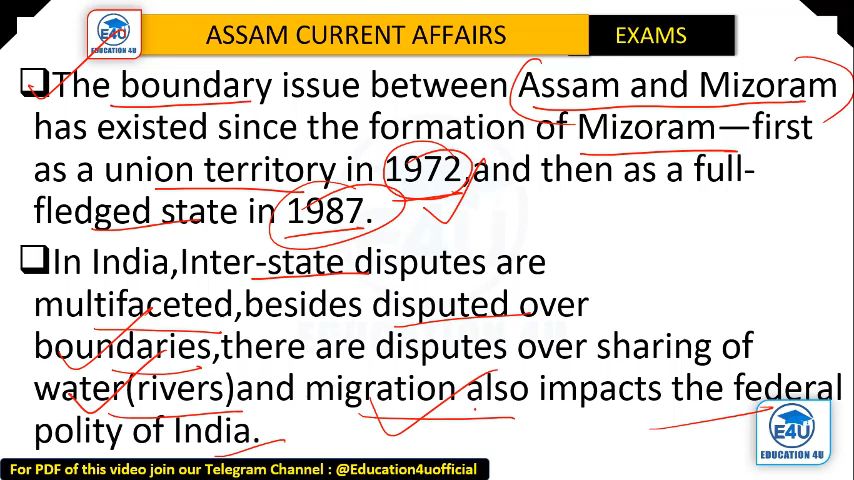 E4U
EDUCATION 4U
ASSAM CURRENT AFFAIRS
EXAMS
The boundary issue between Assam and Mizoram
has existed since the formation of Mizoram—first
as a union territory in 1972,and then as a full-
fledged state in 1987.
In India,Inter-state disputes are
multifaceted,besides disputed over
boundaries,there are disputes over sharing of
water(rivers)and migration also impacts the federal
polity of India.
E4U
EDUCATION 4U
E4U
EDUCATION 4U
For PDF of this video join our Telegram Channel : @Education4uofficial